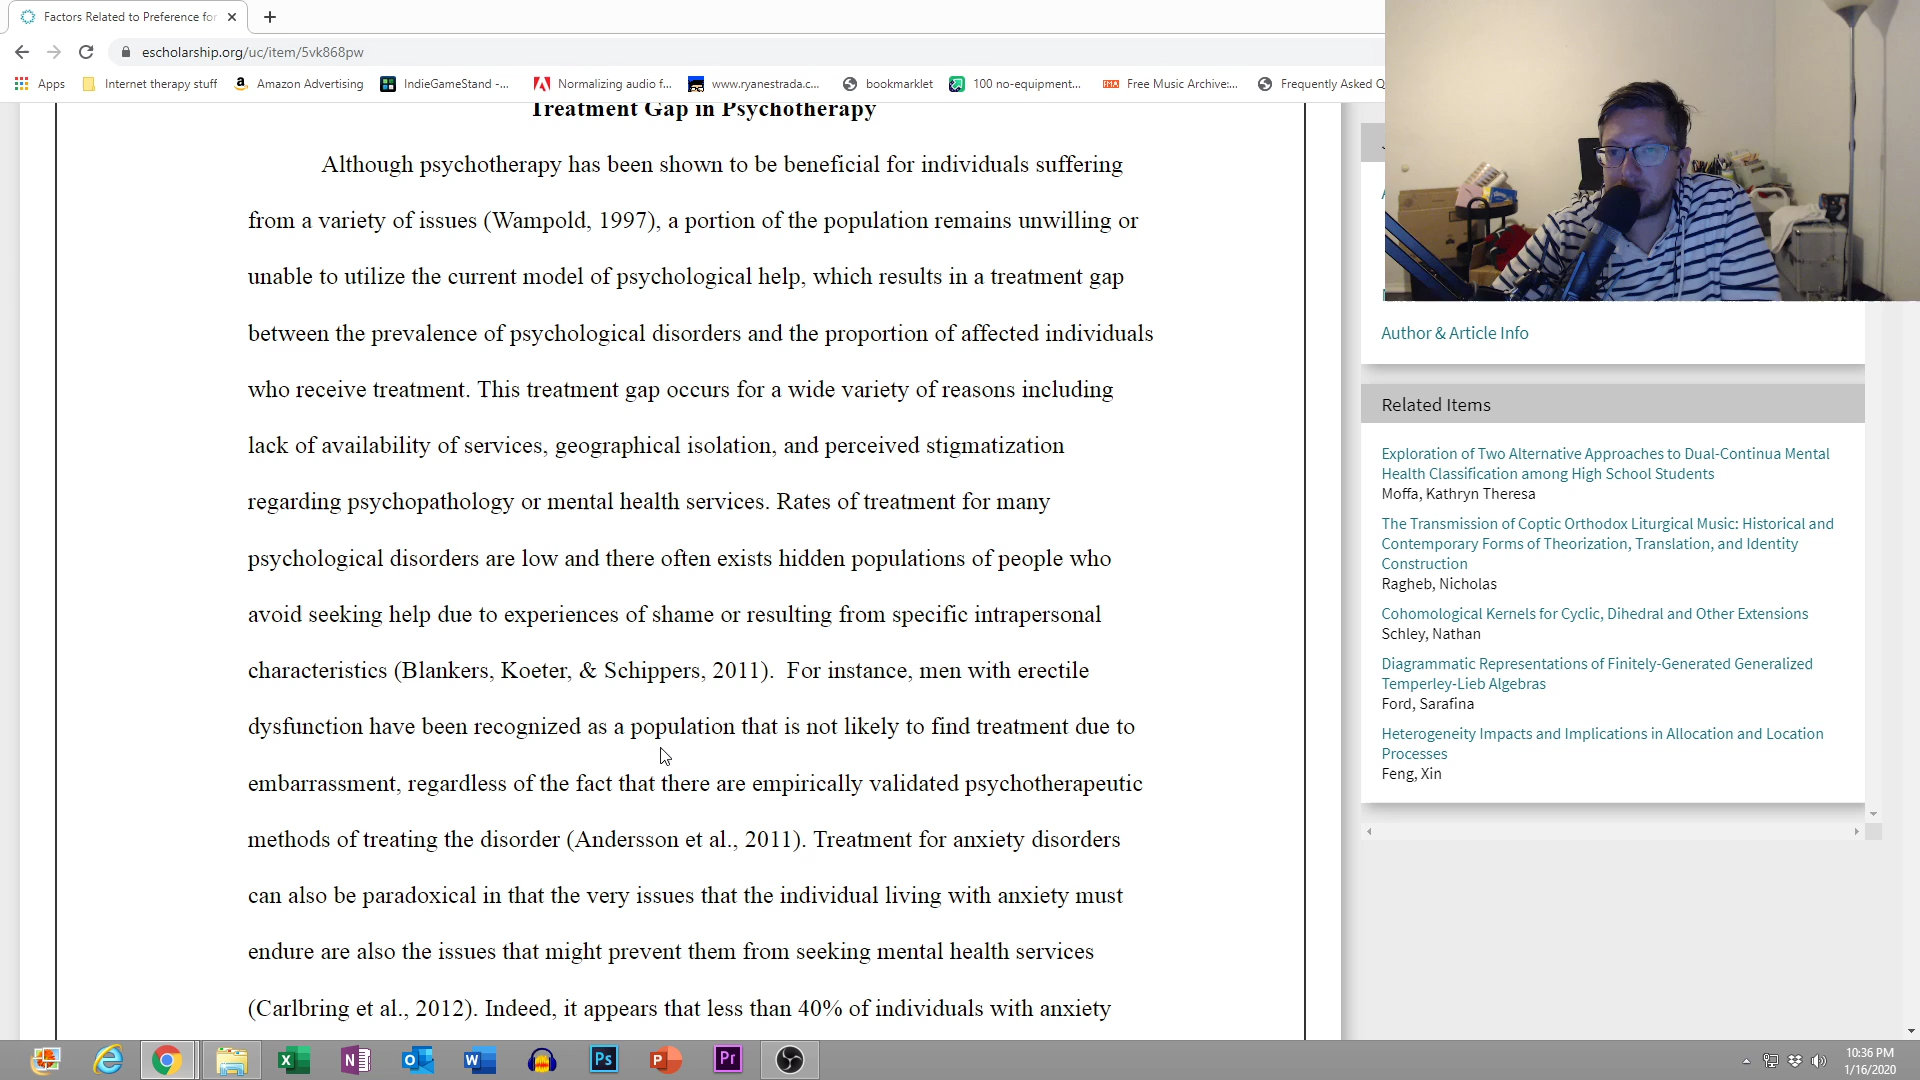 Factors Related to Preference for
escholarship.org/uc/item/5vk868pw
Apps
Internet therapy stuff
Amazon Advertising
IndieGameStand -...
Normalizing audio f...
www.ryanestrada.c...
bookmarklet
100 no-equipment...
Free Music Archive:...
Frequently Asked Q
Treatment Gap in Psychotherapy
Although psychotherapy has been shown to be beneficial for individuals suffering
from a variety of issues (Wampold, 1997), a portion of the population remains unwilling or
unable to utilize the current model of psychological help, which results in a treatment gap
between the prevalence of psychological disorders and the proportion of affected individuals
who receive treatment. This treatment gap occurs for a wide variety of reasons including
lack of availability of services, geographical isolation, and perceived stigmatization
regarding psychopathology or mental health services. Rates of treatment for many
psychological disorders are low and there often exists hidden populations of people who
avoid seeking help due to experiences of shame or resulting from specific intrapersonal
characteristics (Blankers, Koeter, & Schippers, 2011).  For instance, men with erectile
dysfunction have been recognized as a population that is not likely to find treatment due to
embarrassment, regardless of the fact that there are empirically validated psychotherapeutic
methods of treating the disorder (Andersson et al., 2011). Treatment for anxiety disorders
can also be paradoxical in that the very issues that the individual living with anxiety must
endure are also the issues that might prevent them from seeking mental health services
(Carlbring et al., 2012). Indeed, it appears that less than 40% of individuals with anxiety
Author & Article Info
Related Items
Exploration of Two Alternative Approaches to Dual-Continua Mental
Health Classification among High School Students
Moffa, Kathryn Theresa
The Transmission of Coptic Orthodox Liturgical Music: Historical and
Contemporary Forms of Theorization, Translation, and Identity
Construction
Ragheb, Nicholas
Cohomological Kernels for Cyclic, Dihedral and Other Extensions
Schley, Nathan
Diagrammatic Representations of Finitely-Generated Generalized
Temperley-Lieb Algebras
Ford, Sarafina
Heterogeneity Impacts and Implications in Allocation and Location
Processes
Feng, Xin
Ps
Pr
10:36 PM
1/16/2020